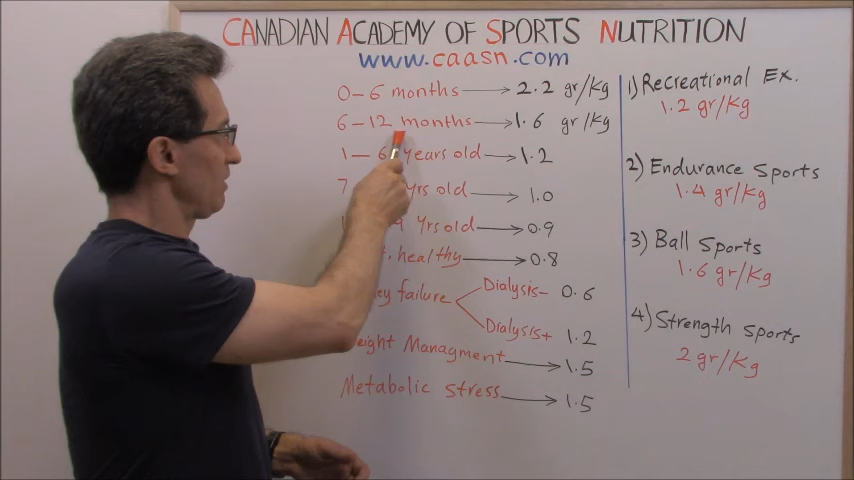 CANADIAN ACADEMY OF SPORTS NUTRITION
www.caasn.com
0-6 months → 2.2 gr/Kg
6-12 months → 1.6 gr/Kg
1-6 years old → 1.2
7 yrs old → 1.0
yrs old → 0.9
healthy → 0.8
failure
Dialysis- 0.6
Dialysis+ 1.2
Managment → 1.5
Metabolic stress → 1.5
1) Recreational Ex.
1.2 gr/Kg
2) Endurance Sports
1.4 gr/Kg
3) Ball Sports
1.6 gr/Kg
4) Strength Sports
2 gr/Kg